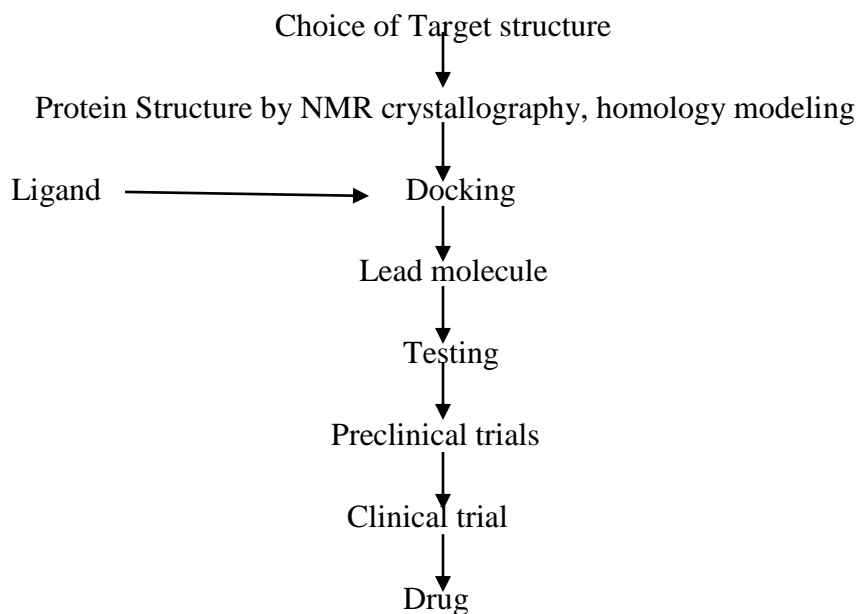 Choice of Target structure
Protein Structure by NMR crystallography, homology modeling
Ligand
Docking
Lead molecule
Testing
Preclinical trials
Clinical trial
Drug